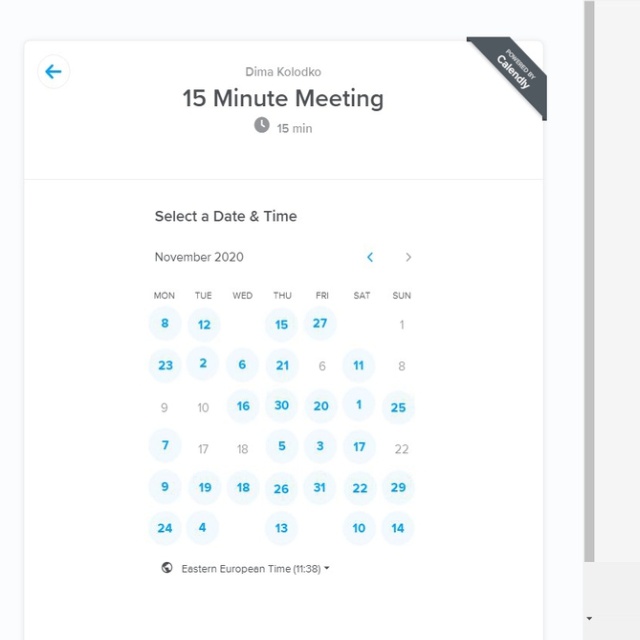 POWERED BY
Calendly
Dima Kolodko
15 Minute Meeting
15 min
Select a Date & Time
November 2020
MON TUE WED THU FRI SAT SUN
8 12 15 27 1
23 2 6 21 6 11 8
9 10 16 30 20 1 25
7 17 18 5 3 17 22
9 19 18 26 31 22 29
24 4 13 10 14
Eastern European Time (11:38)